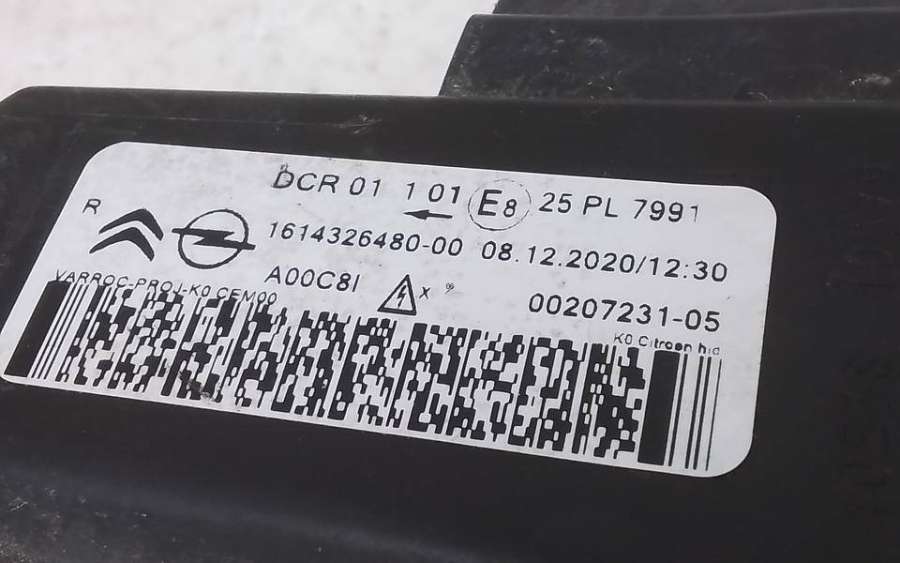 DCR 01 1 01 E8 25 PL 7991
R
1614326480-00 08.12.2020/12:30
A00C8I X 00207231-05
VARROC-PROJ-K0 CEM00
K0 Citroen hid